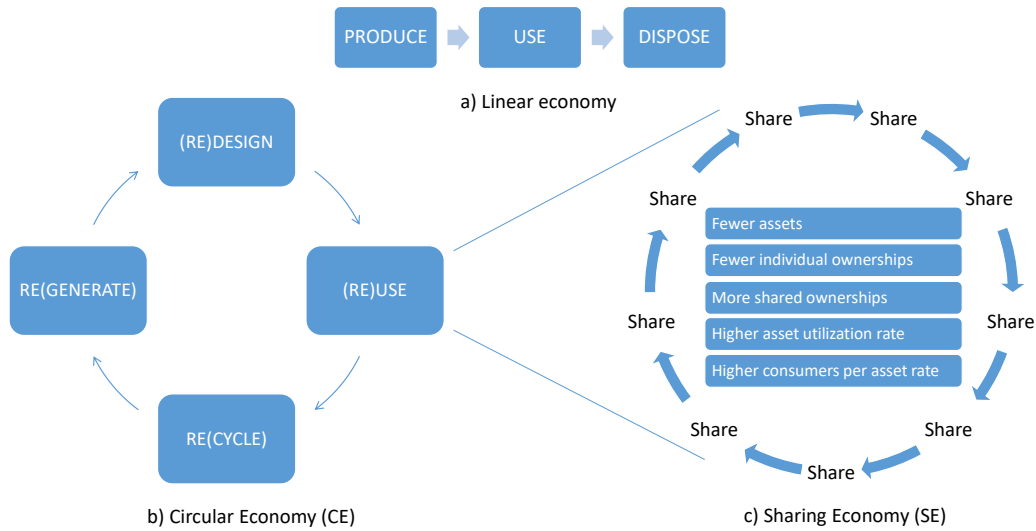 PRODUCE
USE
DISPOSE
a) Linear economy
(RE)DESIGN
RE(GENERATE)
(RE)USE
RE(CYCLE)
b) Circular Economy (CE)
Share
Share
Share
Share
Share
Share
Share
Share
Share
Fewer assets
Fewer individual ownerships
More shared ownerships
Higher asset utilization rate
Higher consumers per asset rate
c) Sharing Economy (SE)